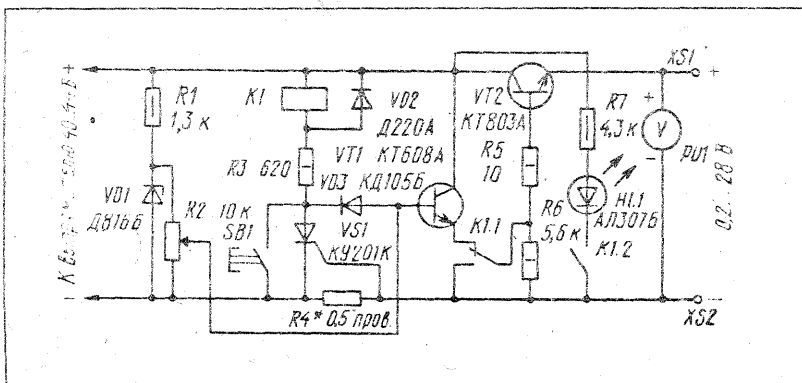 К выпрямителю 40...В
+
−
R1
1,3 к
VD1
Д816Б
R2
10 к
SB1
K1
VD2
Д220А
R3 620
VT1 КТ608А
VD3 КД105Б
VS1
КУ201К
R4* 0,5 пров.
K1.1
VT2
КТ803А
R5
10
R6
5,6 к
R7
4,3 к
HL1
АЛ307Б
K1.2
+
V
−
PU1
XS1
+
0,2...28 В
−
XS2